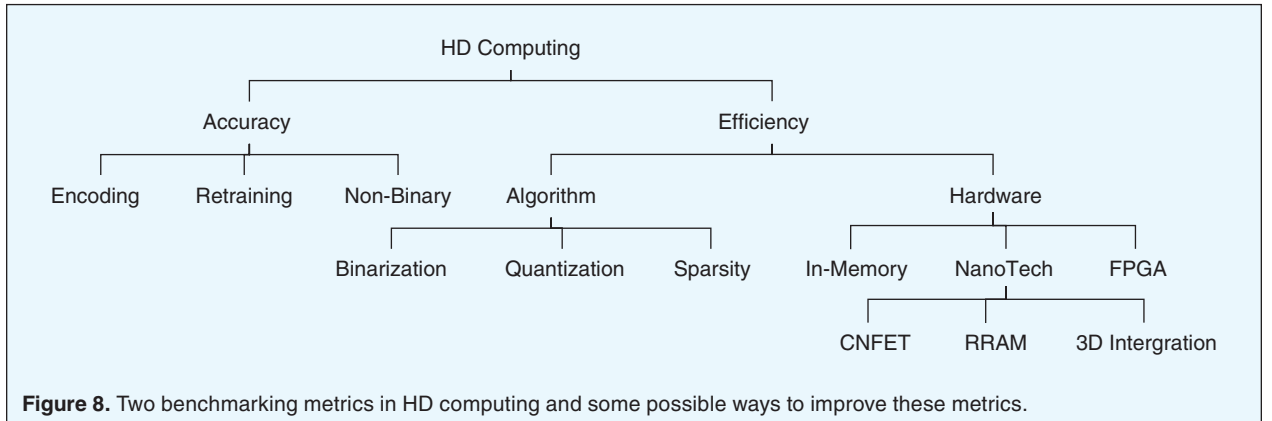 HD Computing
Accuracy Efficiency
Encoding Retraining Non-Binary Algorithm Hardware
Binarization Quantization Sparsity In-Memory NanoTech FPGA
CNFET RRAM 3D Intergration
Figure 8. Two benchmarking metrics in HD computing and some possible ways to improve these metrics.